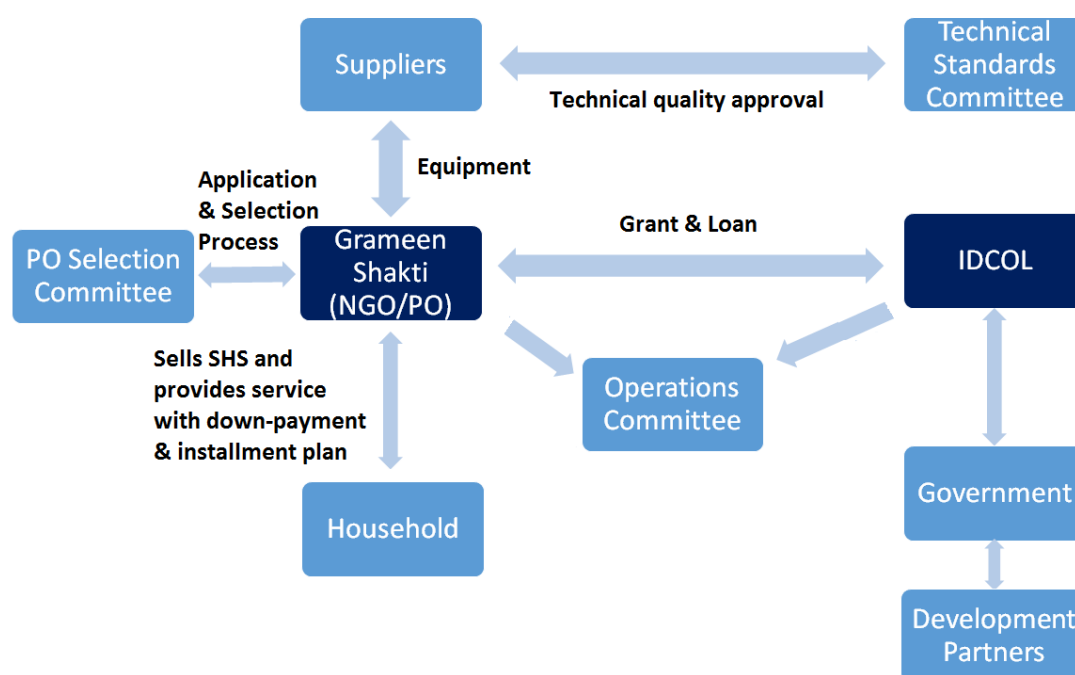 Suppliers
Technical
Standards
Committee
Technical quality approval
Equipment
Application
& Selection
Process
PO Selection
Committee
Grameen
Shakti
(NGO/PO)
Grant & Loan
IDCOL
Sells SHS and
provides service
with down-payment
& installment plan
Operations
Committee
Household
Government
Development
Partners